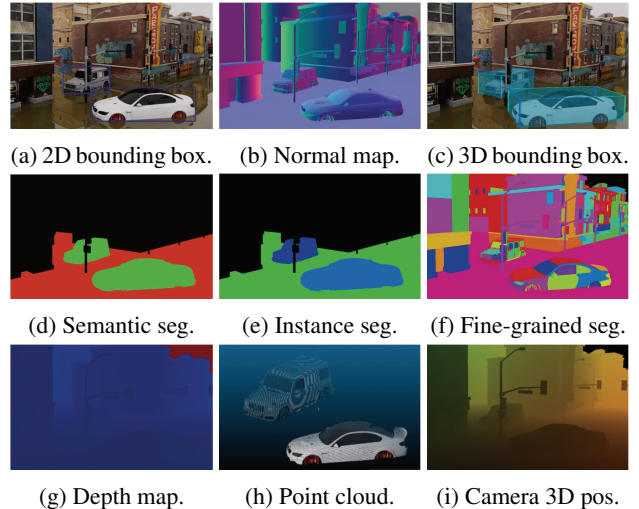 (a) 2D bounding box.
(b) Normal map.
(c) 3D bounding box.
(d) Semantic seg.
(e) Instance seg.
(f) Fine-grained seg.
(g) Depth map.
(h) Point cloud.
(i) Camera 3D pos.